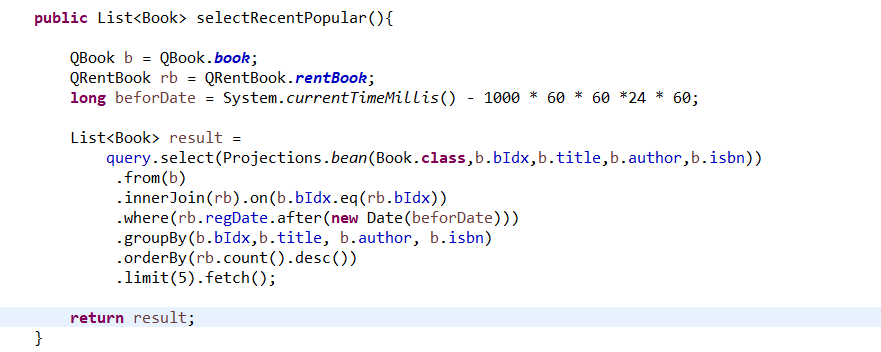 public List<Book> selectRecentPopular(){
QBook b = QBook.book;
QRentBook rb = QRentBook.rentBook;
long beforDate = System.currentTimeMillis() - 1000 * 60 * 60 *24 * 60;
List<Book> result =
query.select(Projections.bean(Book.class,b.bIdx,b.title,b.author,b.isbn))
.from(b)
.innerJoin(rb).on(b.bIdx.eq(rb.bIdx))
.where(rb.regDate.after(new Date(beforDate)))
.groupBy(b.bIdx,b.title, b.author, b.isbn)
.orderBy(rb.count().desc())
.limit(5).fetch();
return result;
}